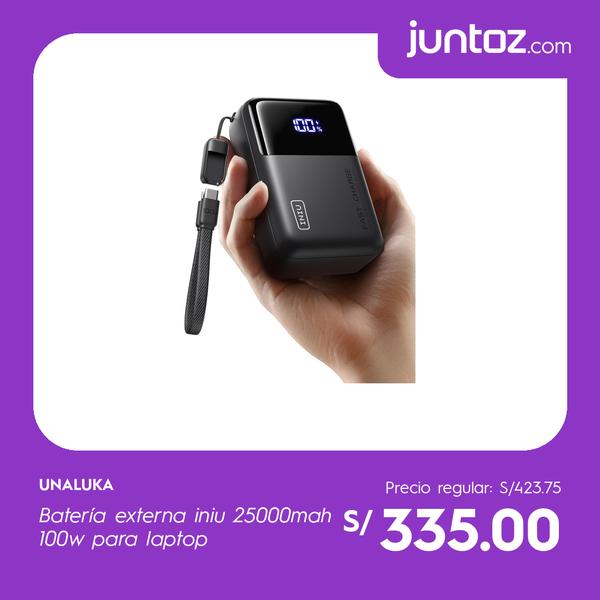 juntoz.com
100%
INIU
FAST CHARGE
UNALUKA
Batería externa iniu 25000mah
100w para laptop
Precio regular: S/423.75
S/ 335.00